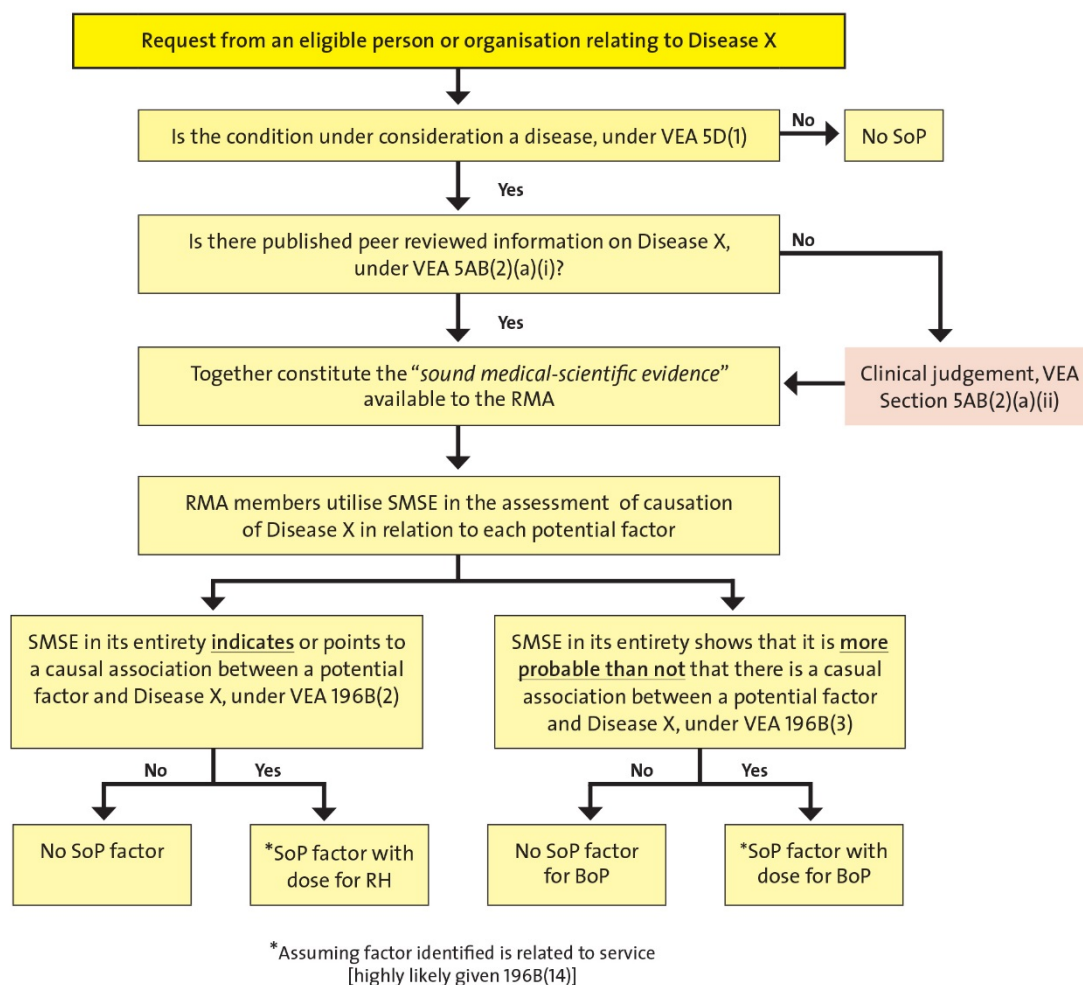 Request from an eligible person or organisation relating to Disease X
Is the condition under consideration a disease, under VEA 5D(1)
No
No SoP
Yes
Is there published peer reviewed information on Disease X,
under VEA 5AB(2)(a)(i)?
No
Yes
Together constitute the “sound medical-scientific evidence”
available to the RMA
Clinical judgement, VEA
Section 5AB(2)(a)(ii)
RMA members utilise SMSE in the assessment of causation
of Disease X in relation to each potential factor
SMSE in its entirety indicates or points to
a causal association between a potential
factor and Disease X, under VEA 196B(2)
SMSE in its entirety shows that it is more
probable than not that there is a casual
association between a potential factor
and Disease X, under VEA 196B(3)
No
Yes
No
Yes
No SoP factor
*SoP factor with
dose for RH
No SoP factor
for BoP
*SoP factor with
dose for BoP
*Assuming factor identified is related to service
[highly likely given 196B(14)]